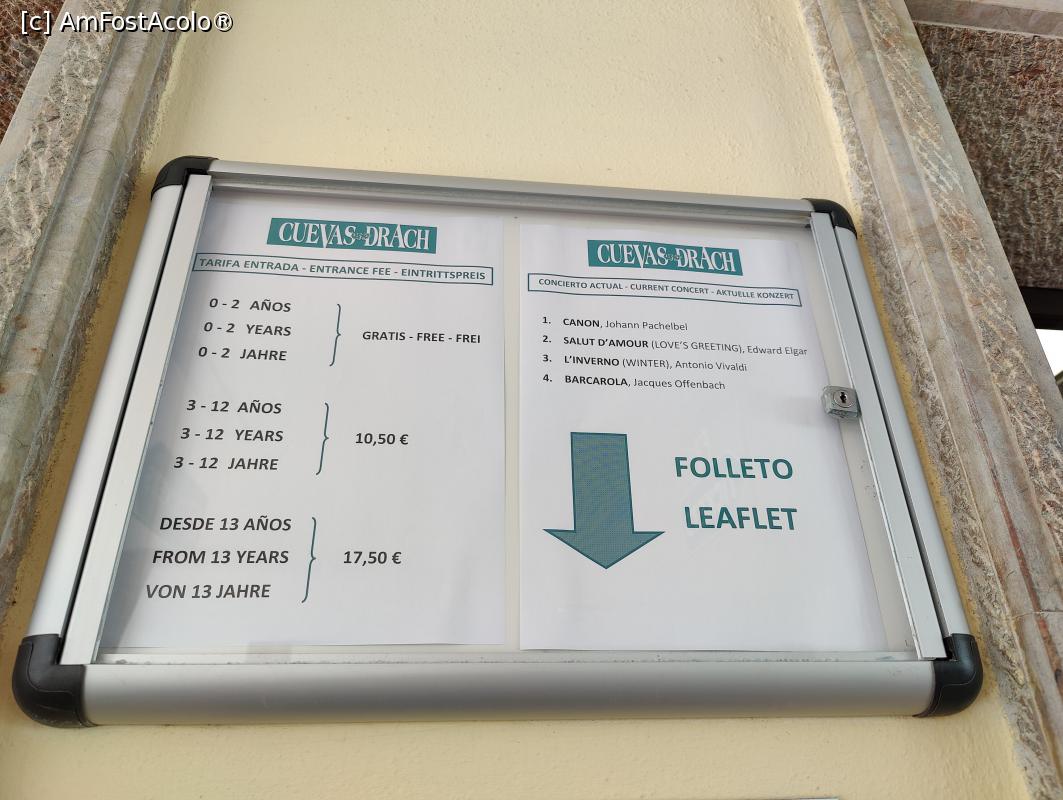 [c] AmFostAcolo®
CUEVAS DRACH
TARIFA ENTRADA - ENTRANCE FEE - EINTRITTSPREIS
0 - 2 AÑOS
0 - 2 YEARS
0 - 2 JAHRE
GRATIS - FREE - FREI
3 - 12 AÑOS
3 - 12 YEARS
3 - 12 JAHRE
10,50 €
DESDE 13 AÑOS
FROM 13 YEARS
VON 13 JAHRE
17,50 €
CUEVAS DRACH
CONCIERTO ACTUAL - CURRENT CONCERT - AKTUELLE KONZERT
1. CANON, Johann Pachelbel
2. SALUT D'AMOUR (LOVE'S GREETING), Edward Elgar
3. L'INVERNO (WINTER), Antonio Vivaldi
4. BARCAROLA, Jacques Offenbach
FOLLETO
LEAFLET